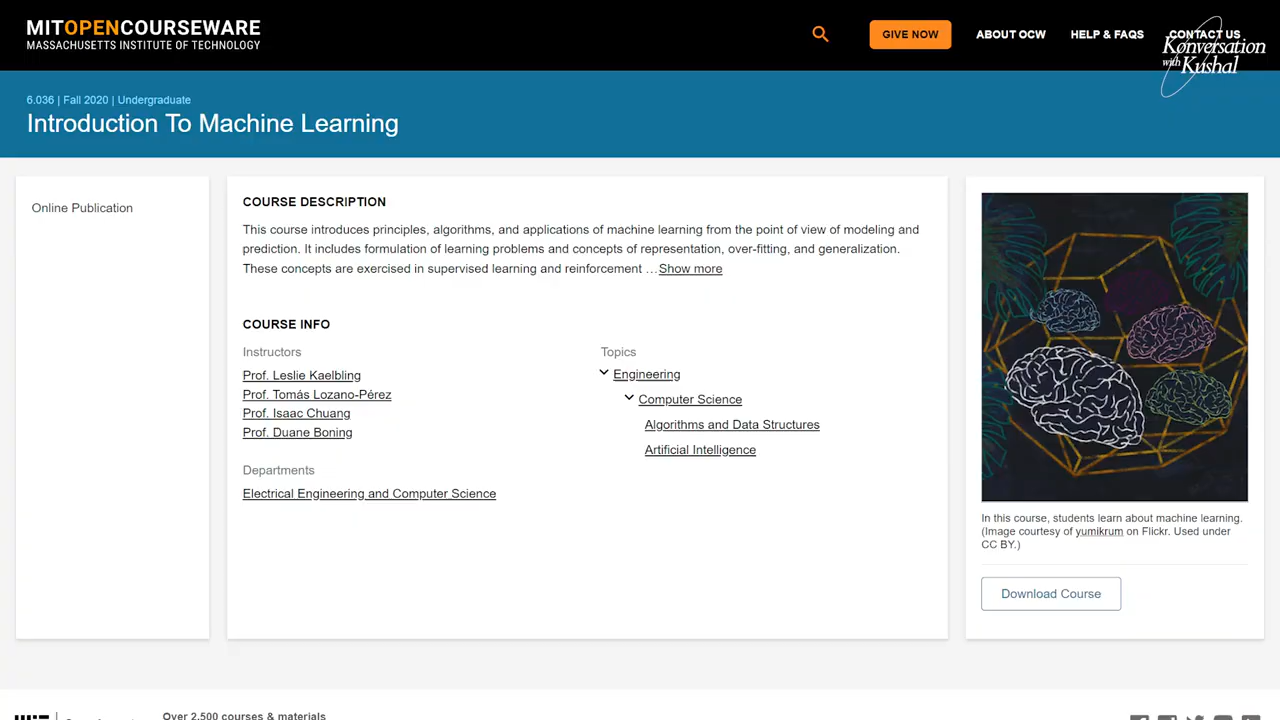 MITOPENCOURSEWARE
MASSACHUSETTS INSTITUTE OF TECHNOLOGY
GIVE NOW
ABOUT OCW
HELP & FAQS
CONTACT US
Konversation
with Kushal
6.036 | Fall 2020 | Undergraduate
Introduction To Machine Learning
Online Publication
COURSE DESCRIPTION
This course introduces principles, algorithms, and applications of machine learning from the point of view of modeling and
prediction. It includes formulation of learning problems and concepts of representation, over-fitting, and generalization.
These concepts are exercised in supervised learning and reinforcement …Show more
COURSE INFO
Instructors
Prof. Leslie Kaelbling
Prof. Tomás Lozano-Pérez
Prof. Isaac Chuang
Prof. Duane Boning
Departments
Electrical Engineering and Computer Science
Topics
Engineering
Computer Science
Algorithms and Data Structures
Artificial Intelligence
In this course, students learn about machine learning.
(Image courtesy of yumikrum on Flickr. Used under
CC BY.)
Download Course
Over 2,500 courses & materials